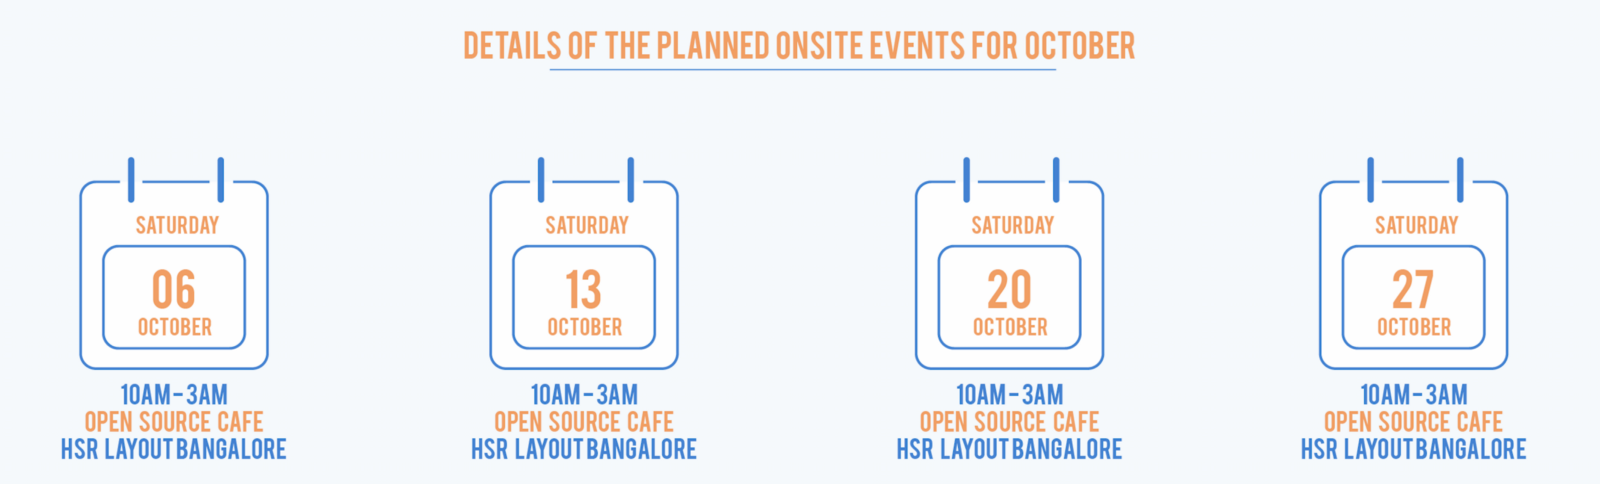 DETAILS OF THE PLANNED ONSITE EVENTS FOR OCTOBER
SATURDAY
06
OCTOBER
10AM - 3AM
OPEN SOURCE CAFE
HSR LAYOUT BANGALORE
SATURDAY
13
OCTOBER
10AM - 3AM
OPEN SOURCE CAFE
HSR LAYOUT BANGALORE
SATURDAY
20
OCTOBER
10AM - 3AM
OPEN SOURCE CAFE
HSR LAYOUT BANGALORE
SATURDAY
27
OCTOBER
10AM - 3AM
OPEN SOURCE CAFE
HSR LAYOUT BANGALORE